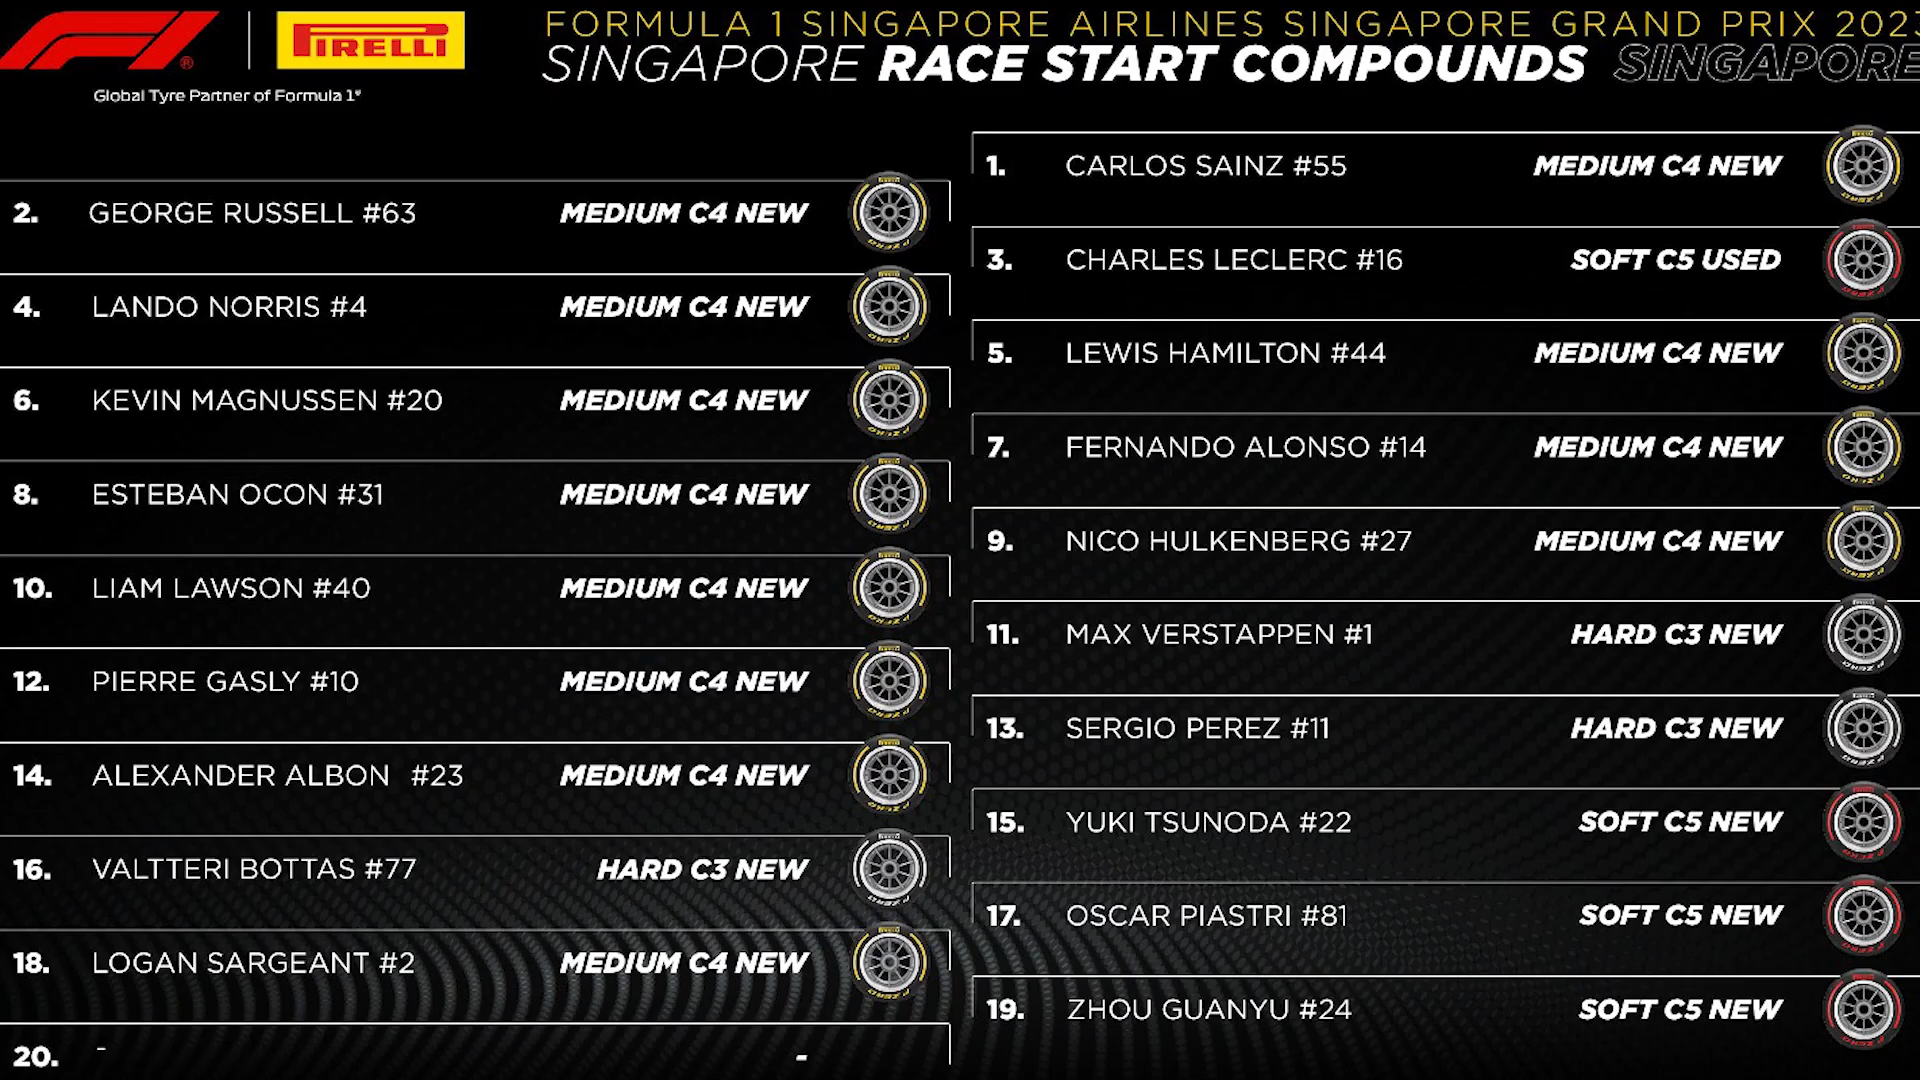 PIRELLI
Global Tyre Partner of Formula 1®
FORMULA 1 SINGAPORE AIRLINES SINGAPORE GRAND PRIX 2023
SINGAPORE RACE START COMPOUNDS SINGAPORE
1. CARLOS SAINZ #55 MEDIUM C4 NEW
2. GEORGE RUSSELL #63 MEDIUM C4 NEW
3. CHARLES LECLERC #16 SOFT C5 USED
4. LANDO NORRIS #4 MEDIUM C4 NEW
5. LEWIS HAMILTON #44 MEDIUM C4 NEW
6. KEVIN MAGNUSSEN #20 MEDIUM C4 NEW
7. FERNANDO ALONSO #14 MEDIUM C4 NEW
8. ESTEBAN OCON #31 MEDIUM C4 NEW
9. NICO HULKENBERG #27 MEDIUM C4 NEW
10. LIAM LAWSON #40 MEDIUM C4 NEW
11. MAX VERSTAPPEN #1 HARD C3 NEW
12. PIERRE GASLY #10 MEDIUM C4 NEW
13. SERGIO PEREZ #11 HARD C3 NEW
14. ALEXANDER ALBON #23 MEDIUM C4 NEW
15. YUKI TSUNODA #22 SOFT C5 NEW
16. VALTTERI BOTTAS #77 HARD C3 NEW
17. OSCAR PIASTRI #81 SOFT C5 NEW
18. LOGAN SARGEANT #2 MEDIUM C4 NEW
19. ZHOU GUANYU #24 SOFT C5 NEW
20. - -